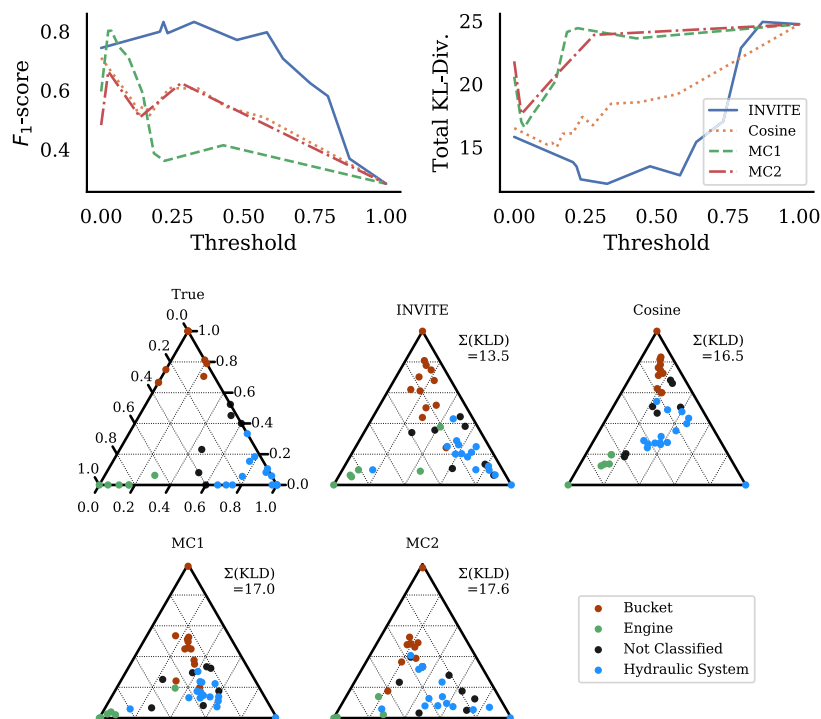 F1-score
0.8
0.6
0.4
0.00 0.25 0.50 0.75 1.00
Threshold
Total KL-Div.
25
20
15
0.00 0.25 0.50 0.75 1.00
Threshold
INVITE
Cosine
MC1
MC2
True
0.0
0.2
0.4
0.6
0.8
1.0
1.0
0.8
0.6
0.4
0.2
0.0
0.0 0.2 0.4 0.6 0.8 1.0
INVITE
Σ(KLD)
=13.5
Cosine
Σ(KLD)
=16.5
MC1
Σ(KLD)
=17.0
MC2
Σ(KLD)
=17.6
Bucket
Engine
Not Classified
Hydraulic System